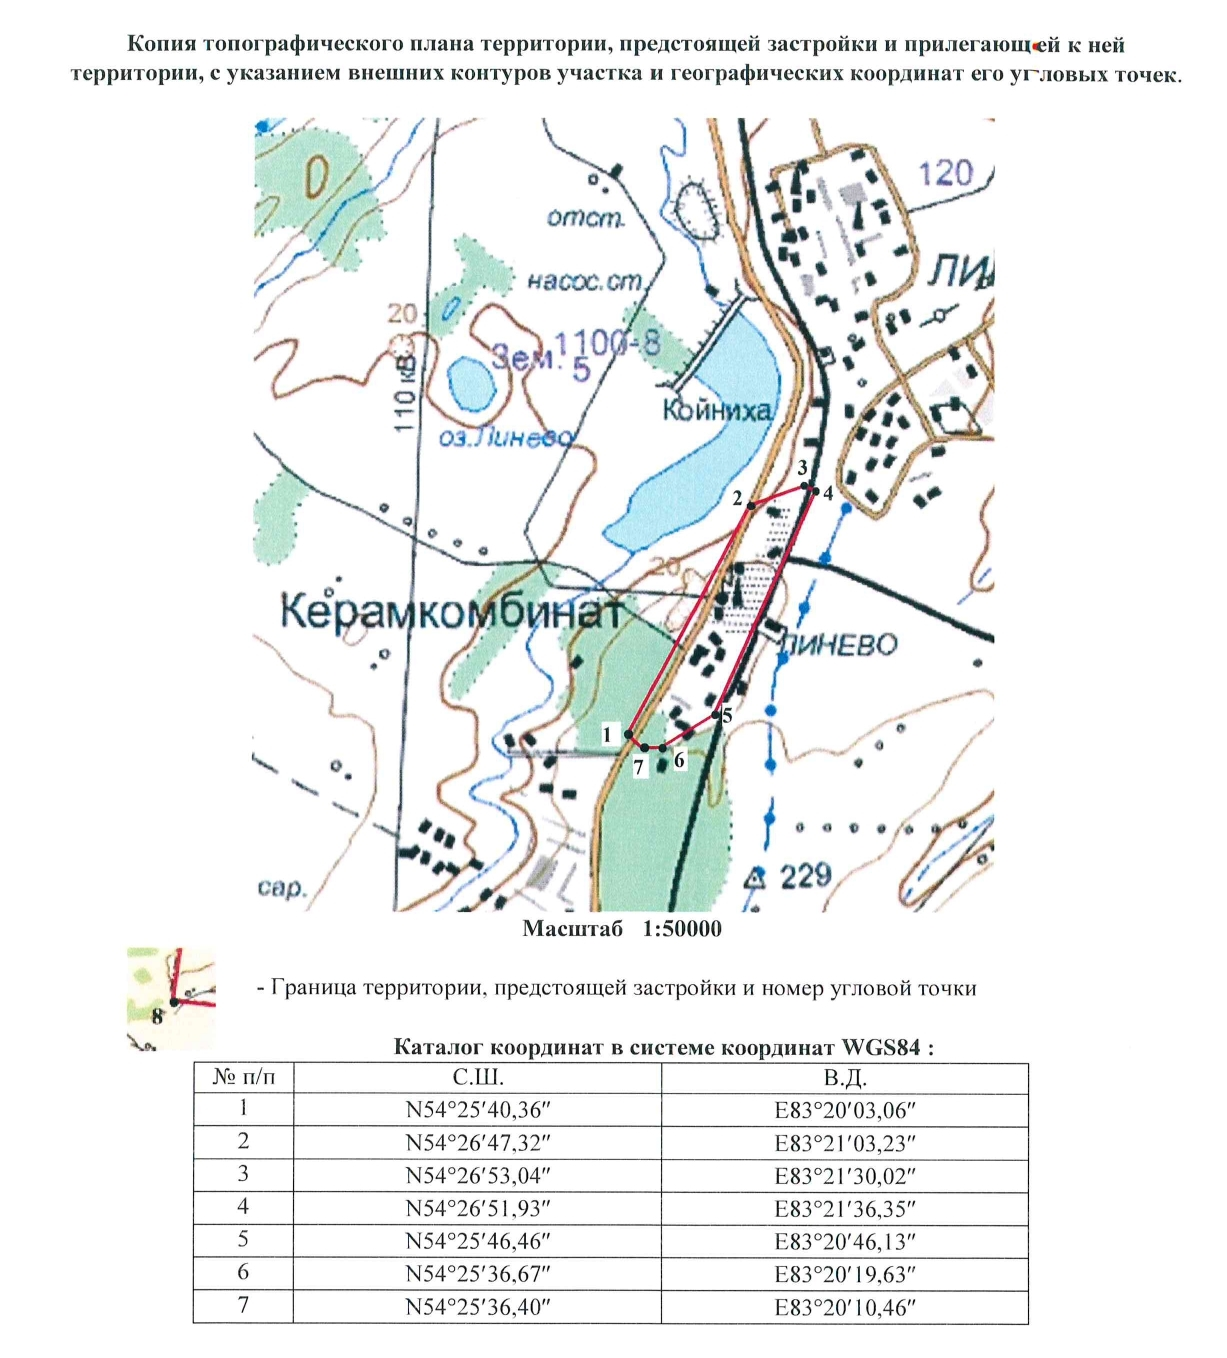 Копия топографического плана территории, предстоящей застройки и прилегающей к ней
территории, с указанием внешних контуров участка и географических координат его угловых точек.
120
отст.
ЛИ
насос.ст.
20
1100-8
Зем. 5
110 кВ
Койниха
оз.Линево
3
2
4
20
Керамкомбинат
ЛИНЕВО
1
5
7
6
229
сар.
Масштаб 1:50000
8
- Граница территории, предстоящей застройки и номер угловой точки
Каталог координат в системе координат WGS84 :
№ п/п С.Ш. В.Д.
1 N54°25′40,36″ E83°20′03,06″
2 N54°26′47,32″ E83°21′03,23″
3 N54°26′53,04″ E83°21′30,02″
4 N54°26′51,93″ E83°21′36,35″
5 N54°25′46,46″ E83°20′46,13″
6 N54°25′36,67″ E83°20′19,63″
7 N54°25′36,40″ E83°20′10,46″